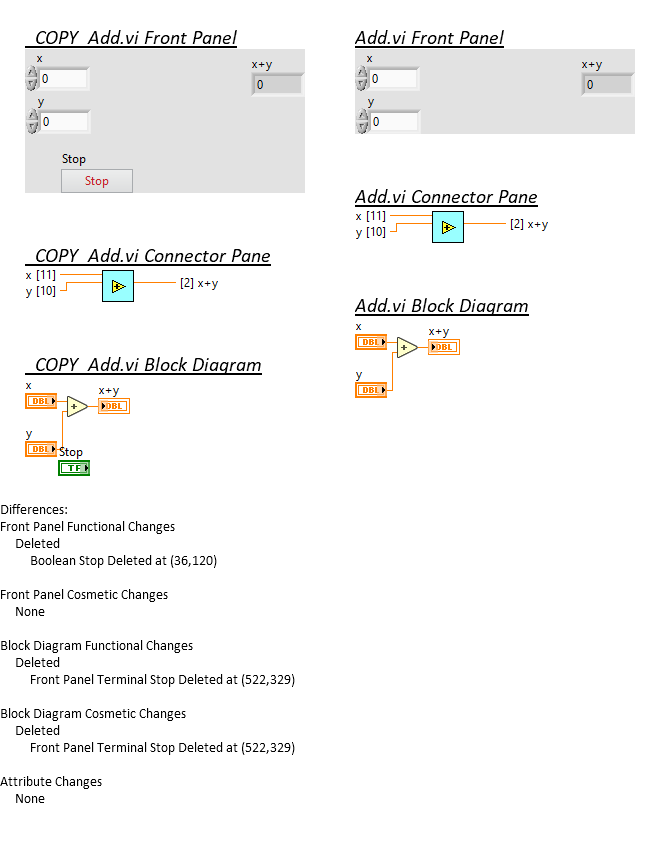 _COPY_Add.vi Front Panel
x
0
x+y
0
y
0
Stop
Stop
_COPY_Add.vi Connector Pane
x [11]
y [10]
[2] x+y
_COPY_Add.vi Block Diagram
x
DBL
x+y
DBL
y
DBL
Stop
TF
Add.vi Front Panel
x
0
x+y
0
y
0
Add.vi Connector Pane
x [11]
y [10]
[2] x+y
Add.vi Block Diagram
x
DBL
x+y
DBL
y
DBL
Differences:
Front Panel Functional Changes
Deleted
Boolean Stop Deleted at (36,120)
Front Panel Cosmetic Changes
None
Block Diagram Functional Changes
Deleted
Front Panel Terminal Stop Deleted at (522,329)
Block Diagram Cosmetic Changes
Deleted
Front Panel Terminal Stop Deleted at (522,329)
Attribute Changes
None